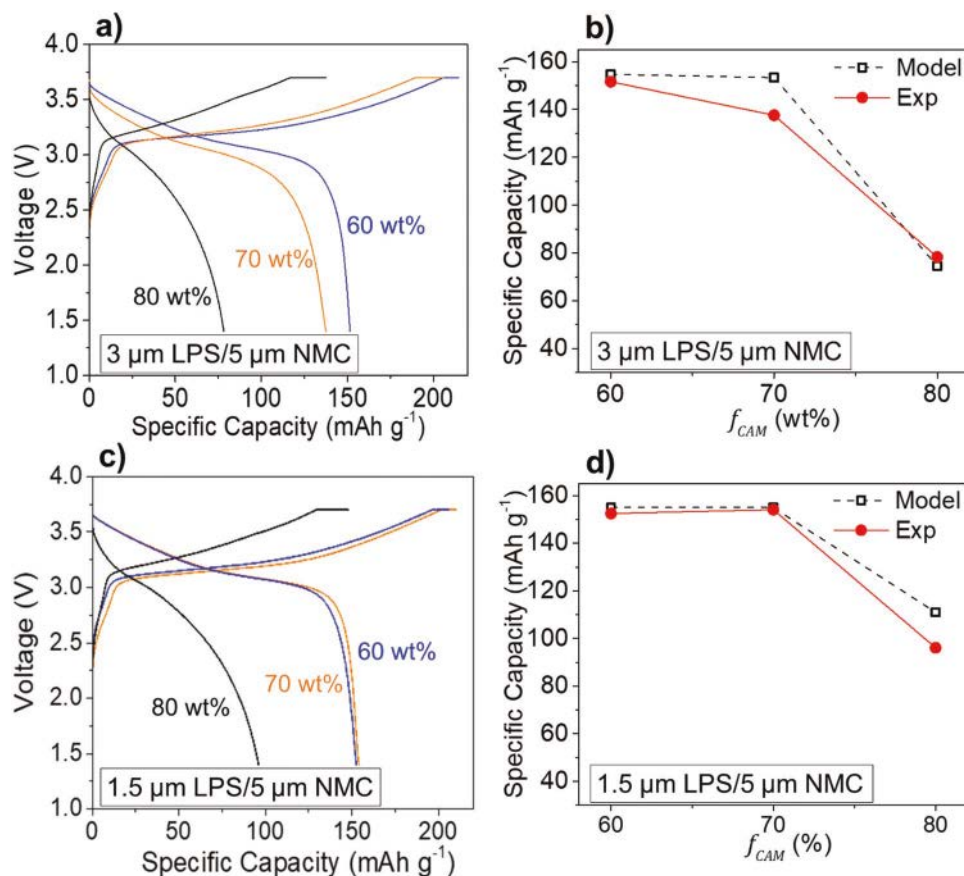 a)
4.0
3.5
3.0
2.5
2.0
1.5
1.0
Voltage (V)
60 wt%
70 wt%
80 wt%
3 µm LPS/5 µm NMC
0 50 100 150 200
Specific Capacity (mAh g⁻¹)
b)
160
140
120
100
80
60
40
Specific Capacity (mAh g⁻¹)
Model
Exp
3 µm LPS/5 µm NMC
60 70 80
f_CAM (wt%)
c)
4.0
3.5
3.0
2.5
2.0
1.5
1.0
Voltage (V)
60 wt%
70 wt%
80 wt%
1.5 µm LPS/5 µm NMC
0 50 100 150 200
Specific Capacity (mAh g⁻¹)
d)
160
140
120
100
80
60
40
Specific Capacity (mAh g⁻¹)
Model
Exp
1.5 µm LPS/5 µm NMC
60 70 80
f_CAM (%)